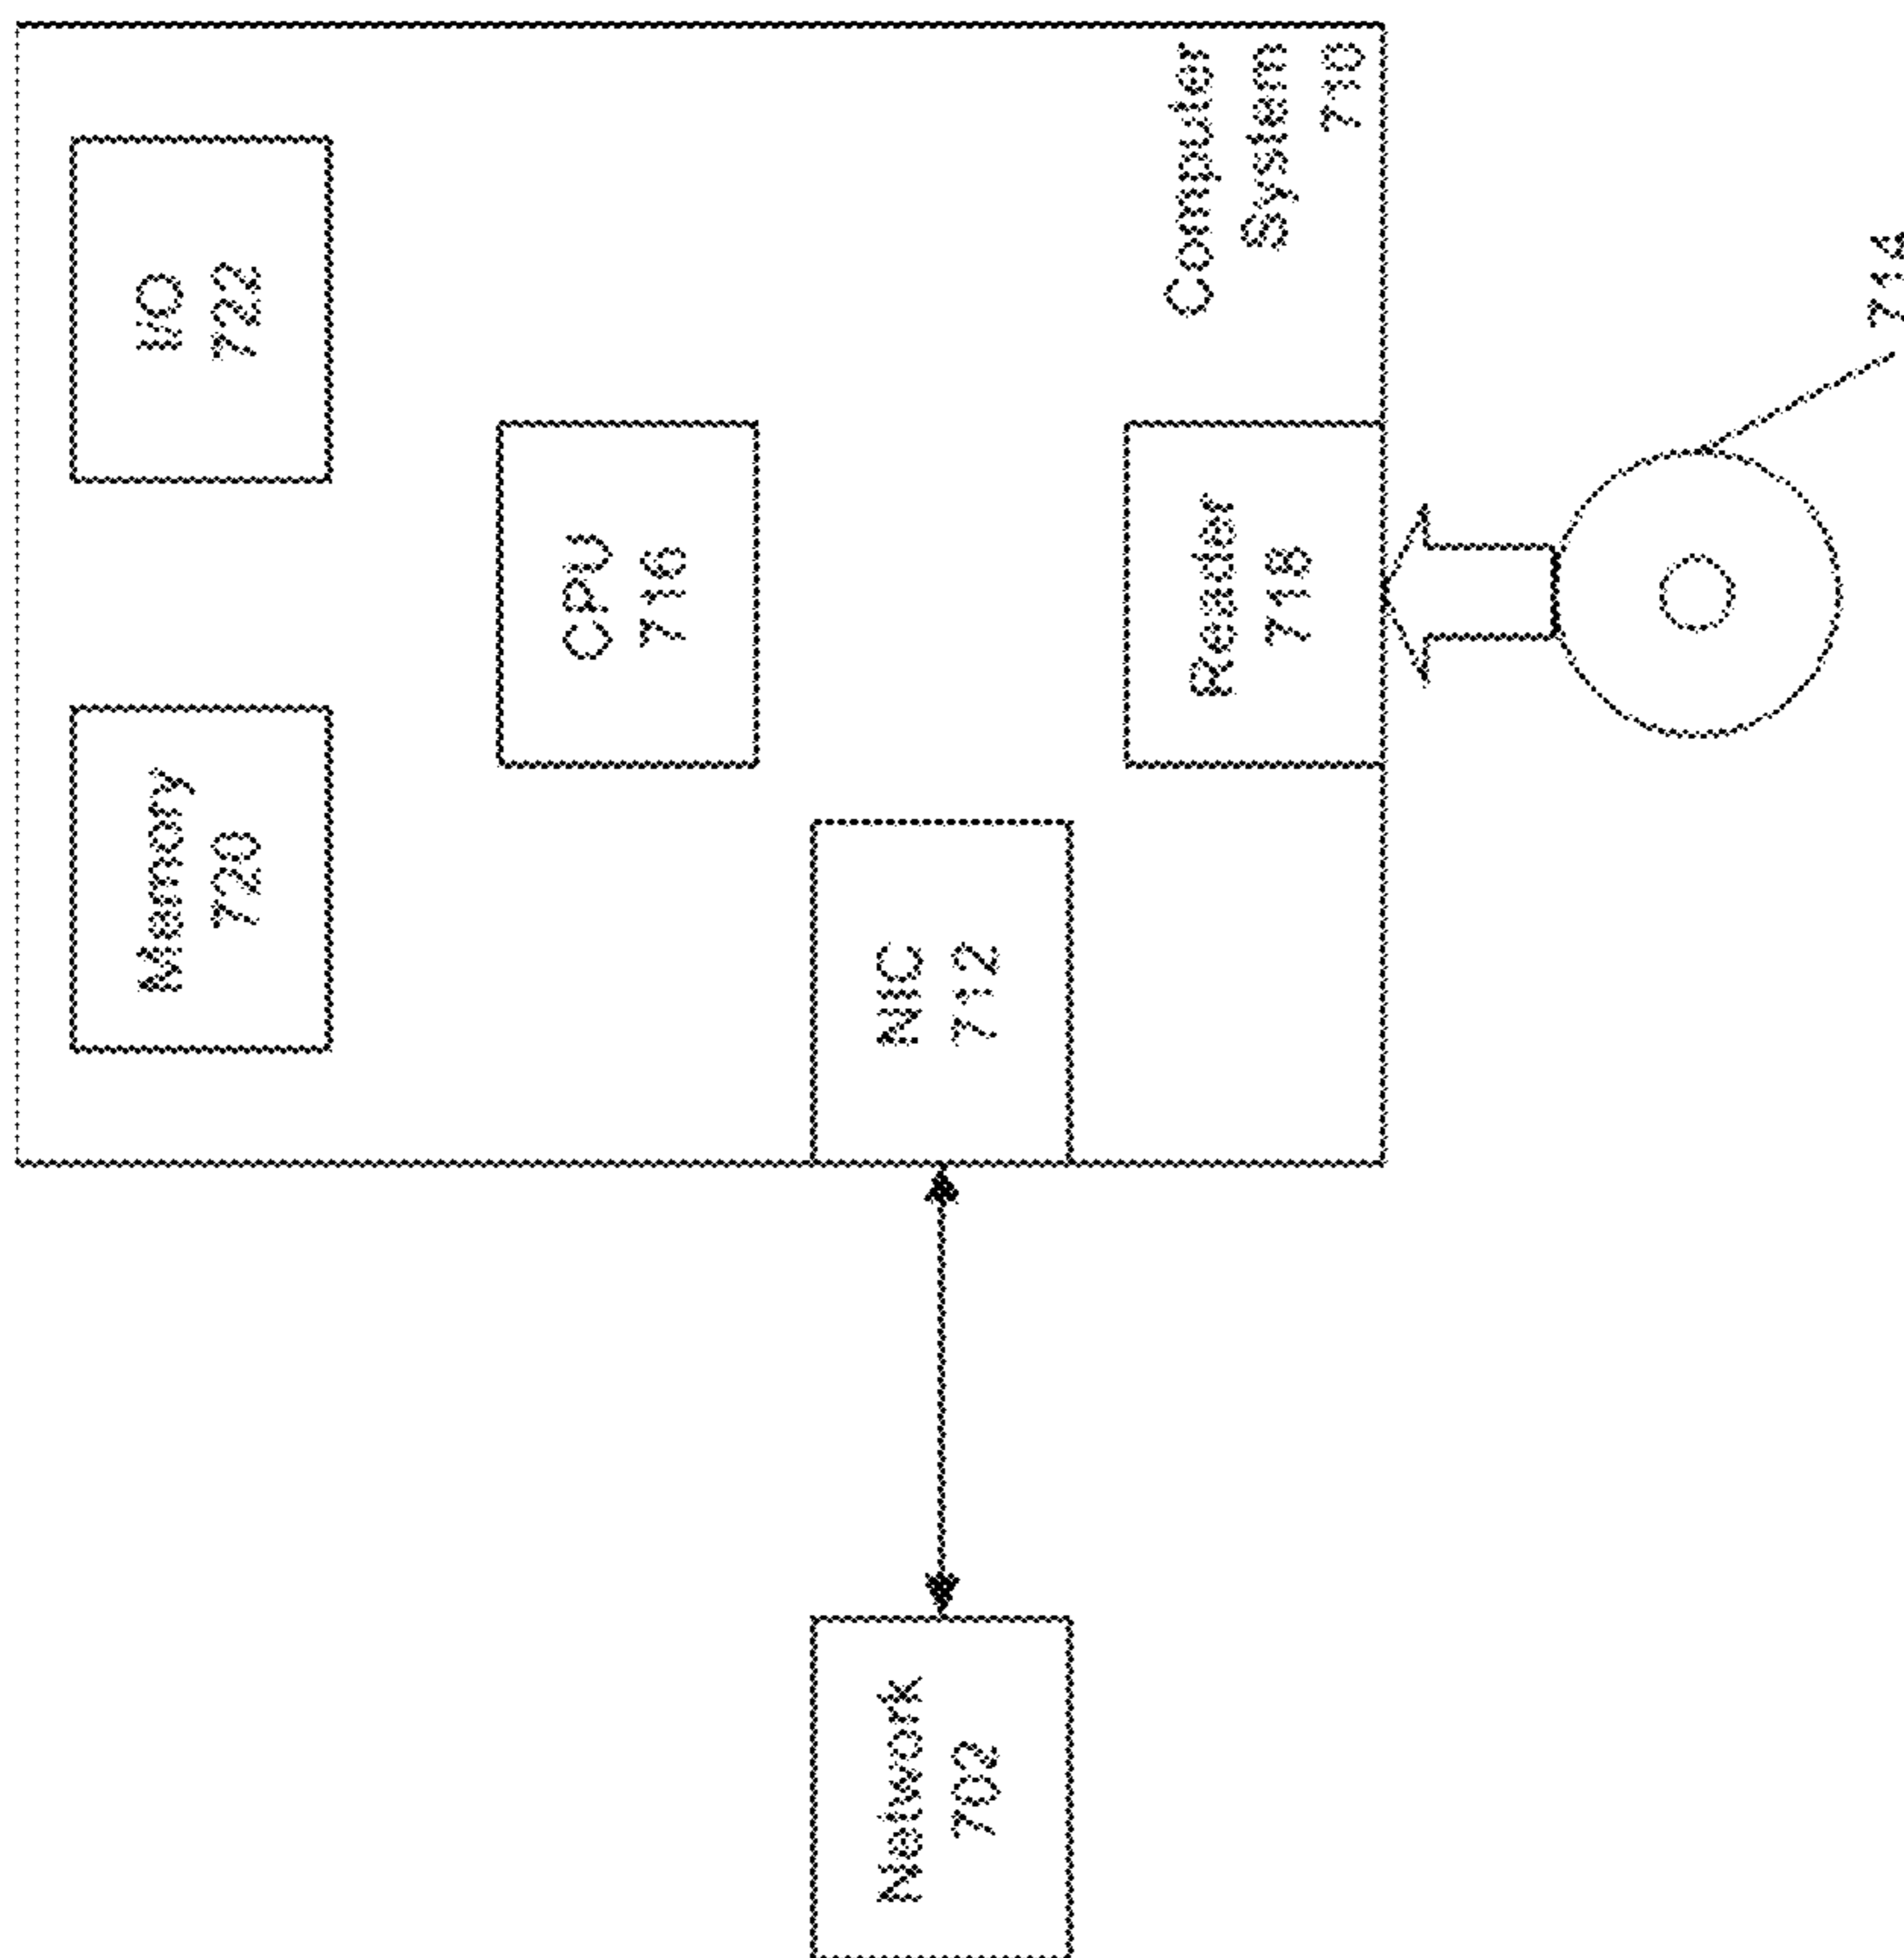 Memory
720
I/O
722
CPU
716
NIC
712
Reader
718
Computer
System
710
Network
702
714